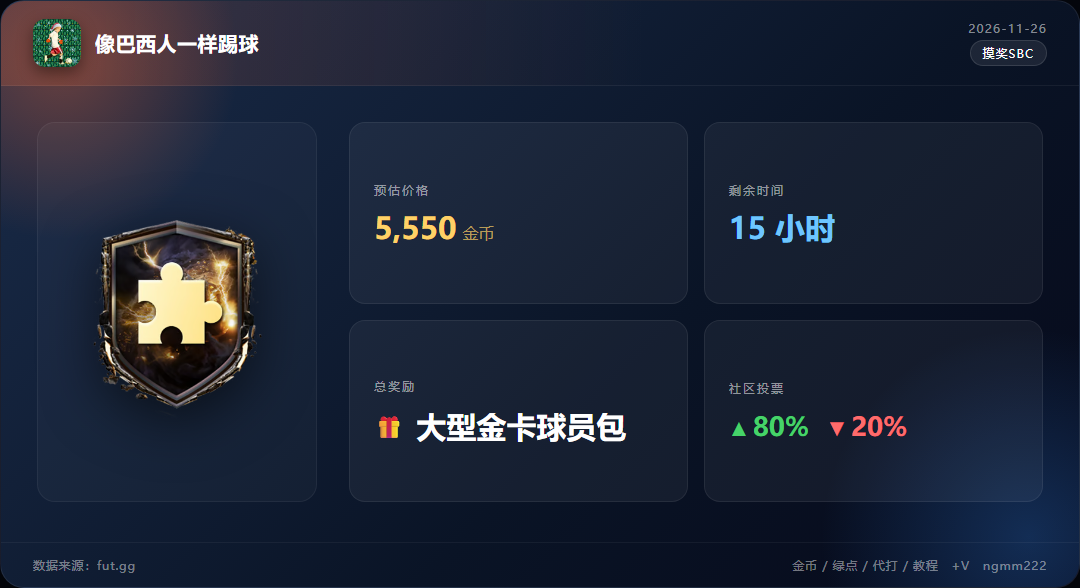 像巴西人一样踢球
2026-11-26
摸奖SBC
预估价格
5,550 金币
剩余时间
15 小时
总奖励
大型金卡球员包
社区投票
▲80% ▼20%
数据来源：fut.gg
金币 / 绿点 / 代打 / 教程 +V ngmm222